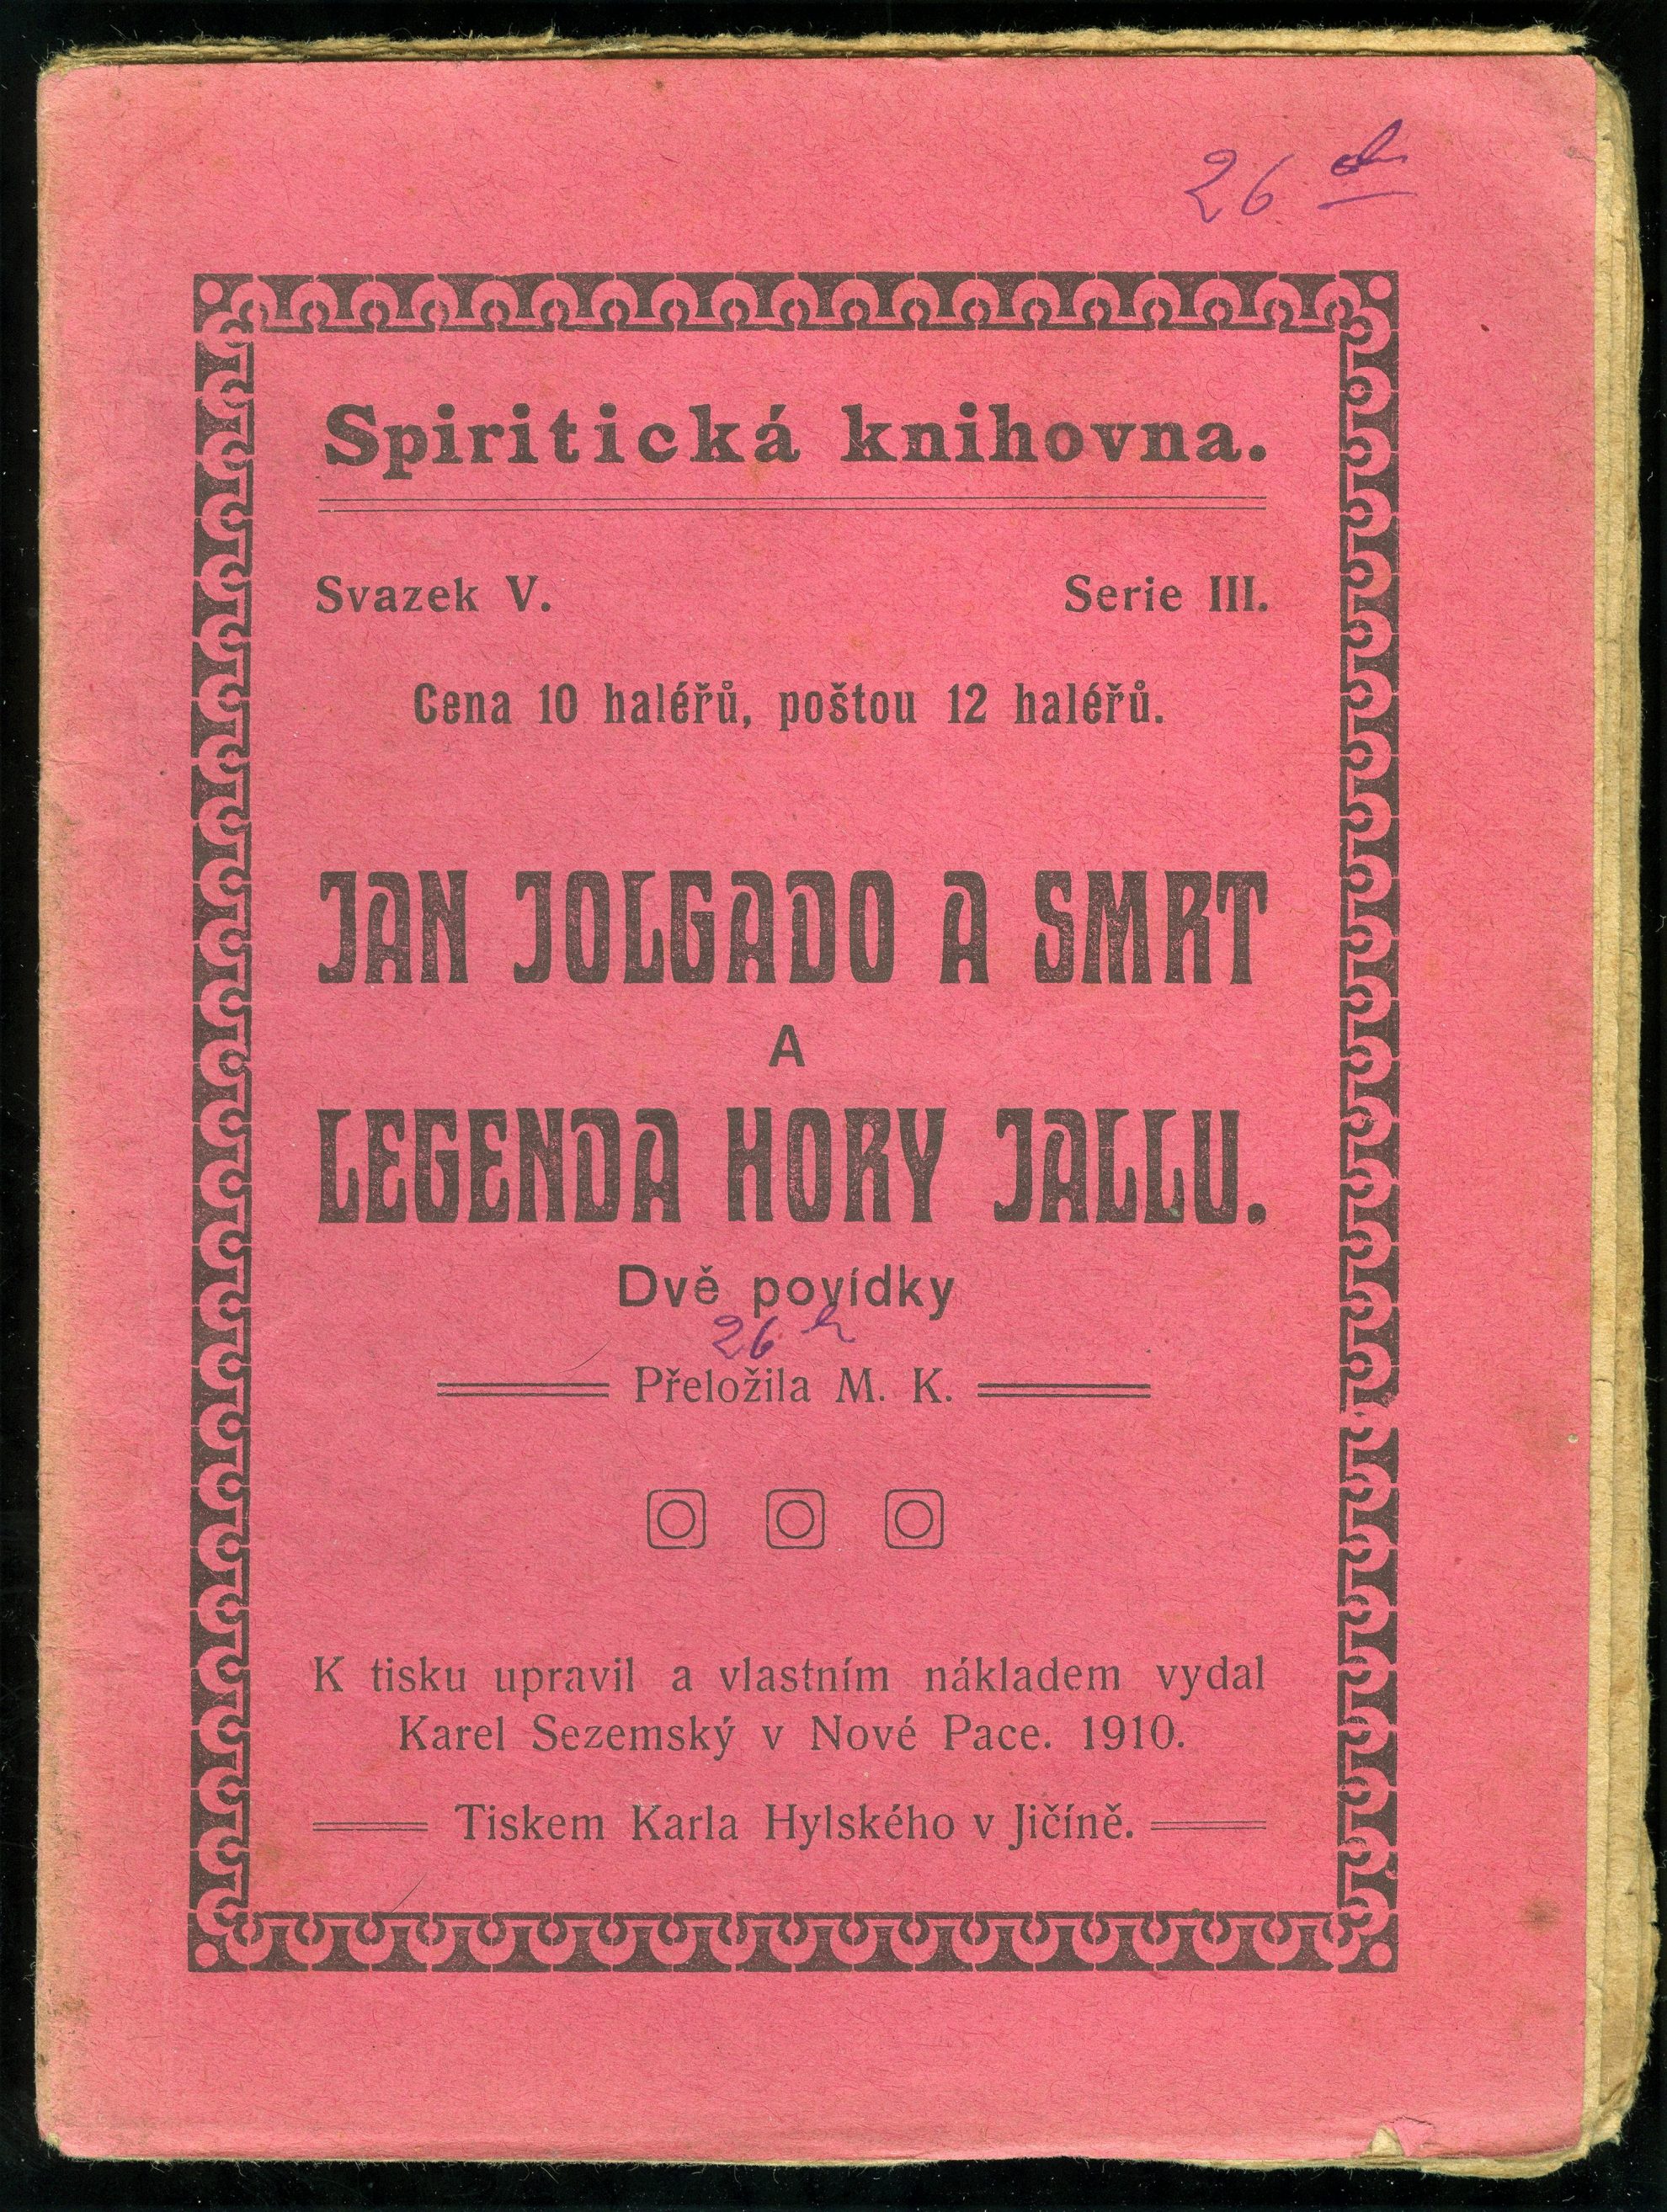 26 h
Spiritická knihovna.
Svazek V. Serie III.
Cena 10 haléřů, poštou 12 haléřů.
JAN JOLGADO A SMRT
A
LEGENDA HORY JALLU.
Dvě povídky
26 h
Přeložila M. K.
K tisku upravil a vlastním nákladem vydal
Karel Sezemský v Nové Pace. 1910.
Tiskem Karla Hylského v Jičíně.